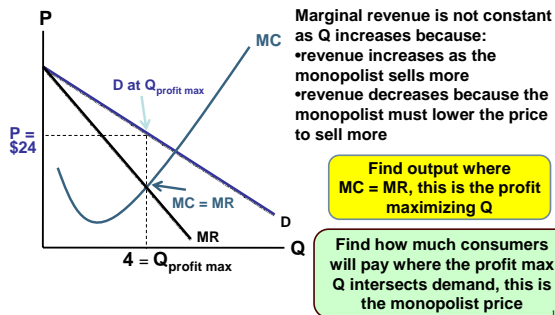 P
MC
D at Qprofit max
P =
$24
MC = MR
D
MR
Q
4 = Qprofit max
Marginal revenue is not constant
as Q increases because:
•revenue increases as the
monopolist sells more
•revenue decreases because the
monopolist must lower the price
to sell more
Find output where
MC = MR, this is the profit
maximizing Q
Find how much consumers
will pay where the profit max
Q intersects demand, this is
the monopolist price